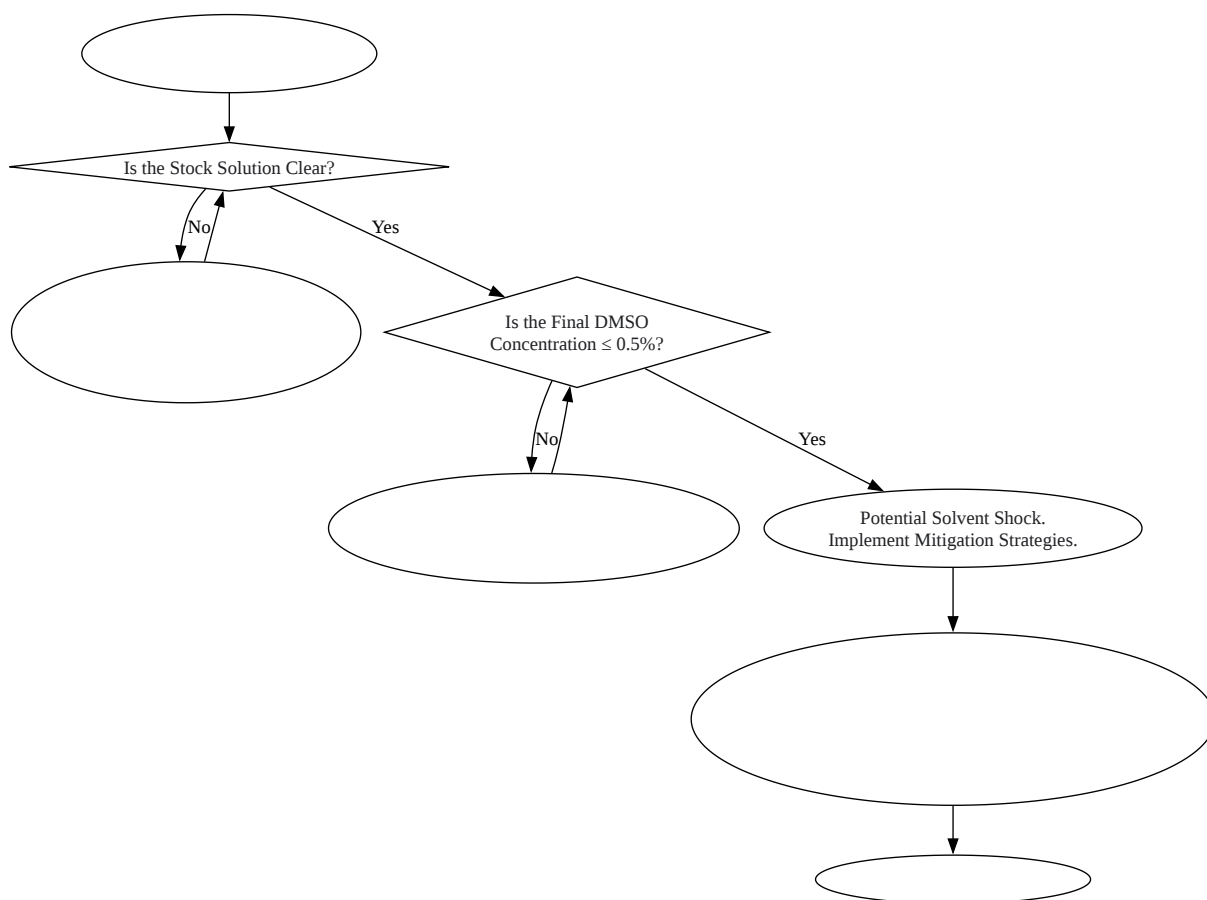 Is the Stock Solution Clear?
No
Yes
Is the Final DMSO
Concentration ≤ 0.5%?
No
Yes
Potential Solvent Shock.
Implement Mitigation Strategies.